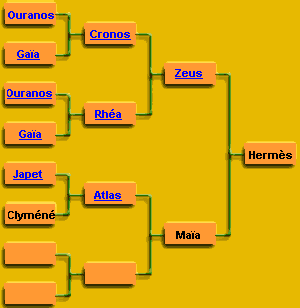 Ouranos
Cronos
Gaïa
Zeus
Ouranos
Rhéa
Gaïa
Hermès
Japet
Atlas
Clyméné
Maïa